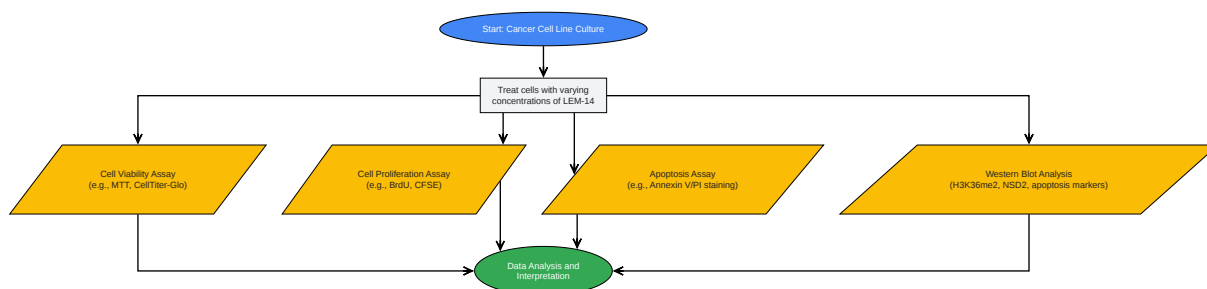 Start: Cancer Cell Line Culture
Treat cells with varying
concentrations of LEM-14
Cell Viability Assay
(e.g., MTT, CellTiter-Glo)
Cell Proliferation Assay
(e.g., BrdU, CFSE)
Apoptosis Assay
(e.g., Annexin V/PI staining)
Western Blot Analysis
(H3K36me2, NSD2, apoptosis markers)
Data Analysis and
Interpretation